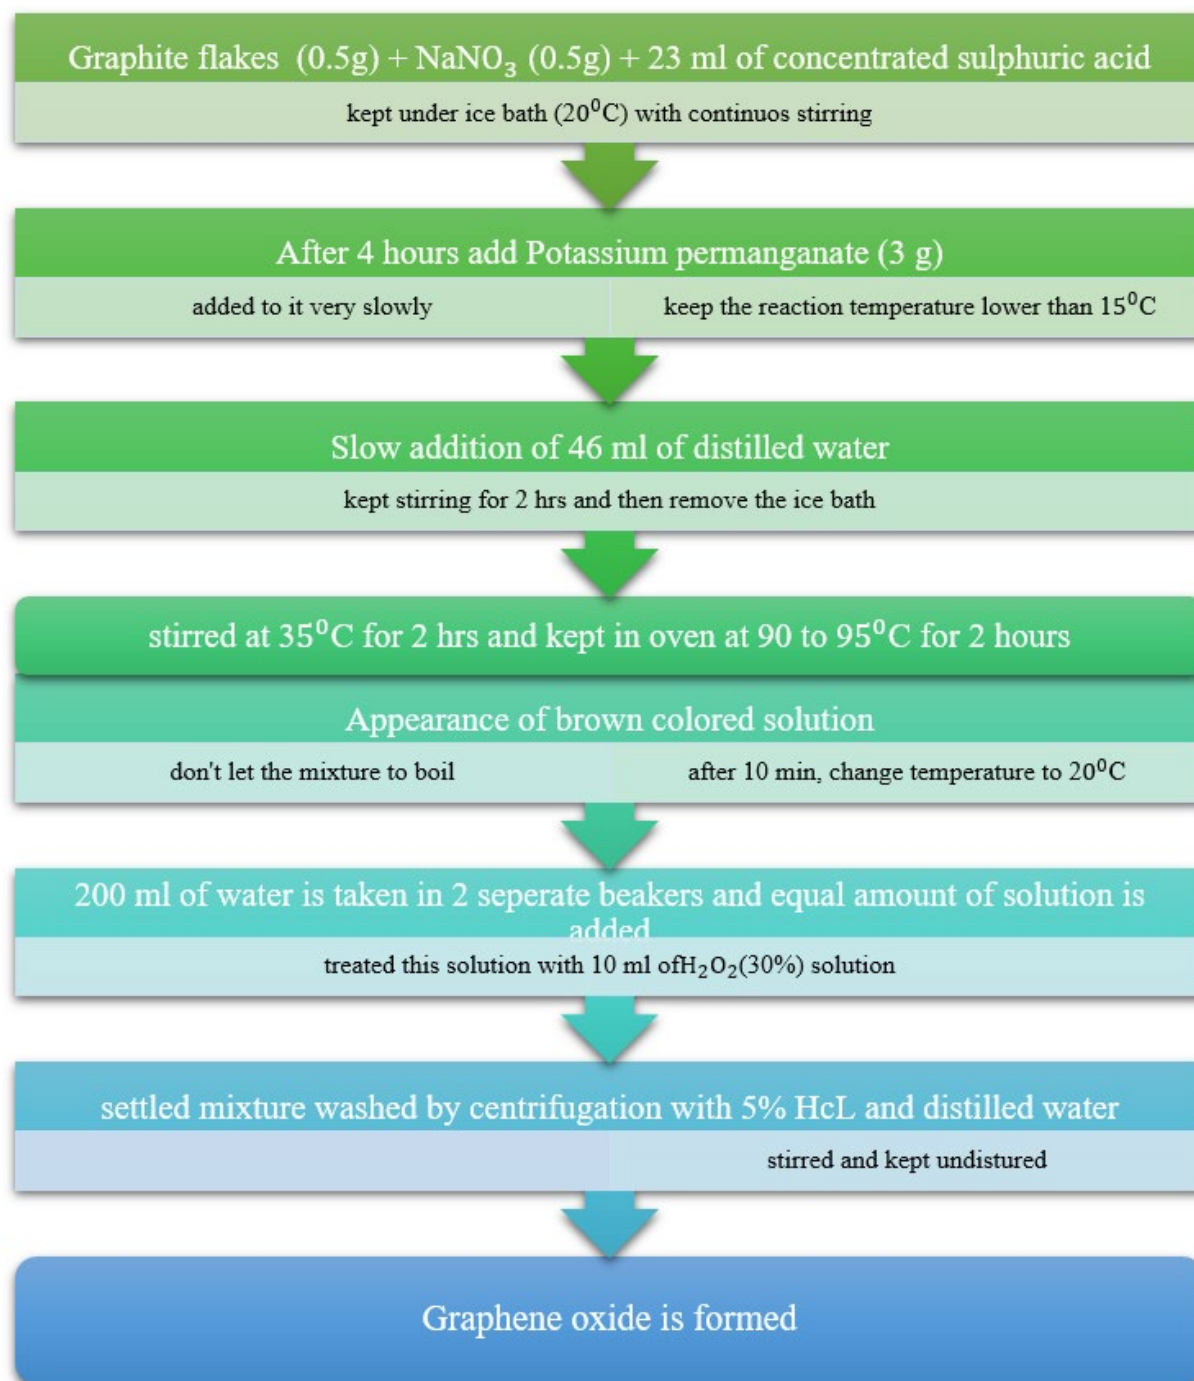 Graphite flakes (0.5g) + NaNO₃ (0.5g) + 23 ml of concentrated sulphuric acid
kept under ice bath (20⁰C) with continuos stirring
After 4 hours add Potassium permanganate (3 g)
added to it very slowly
keep the reaction temperature lower than 15⁰C
Slow addition of 46 ml of distilled water
kept stirring for 2 hrs and then remove the ice bath
stirred at 35⁰C for 2 hrs and kept in oven at 90 to 95⁰C for 2 hours
Appearance of brown colored solution
don't let the mixture to boil
after 10 min, change temperature to 20⁰C
200 ml of water is taken in 2 seperate beakers and equal amount of solution is
added
treated this solution with 10 ml ofH₂O₂(30%) solution
settled mixture washed by centrifugation with 5% HcL and distilled water
stirred and kept undistured
Graphene oxide is formed